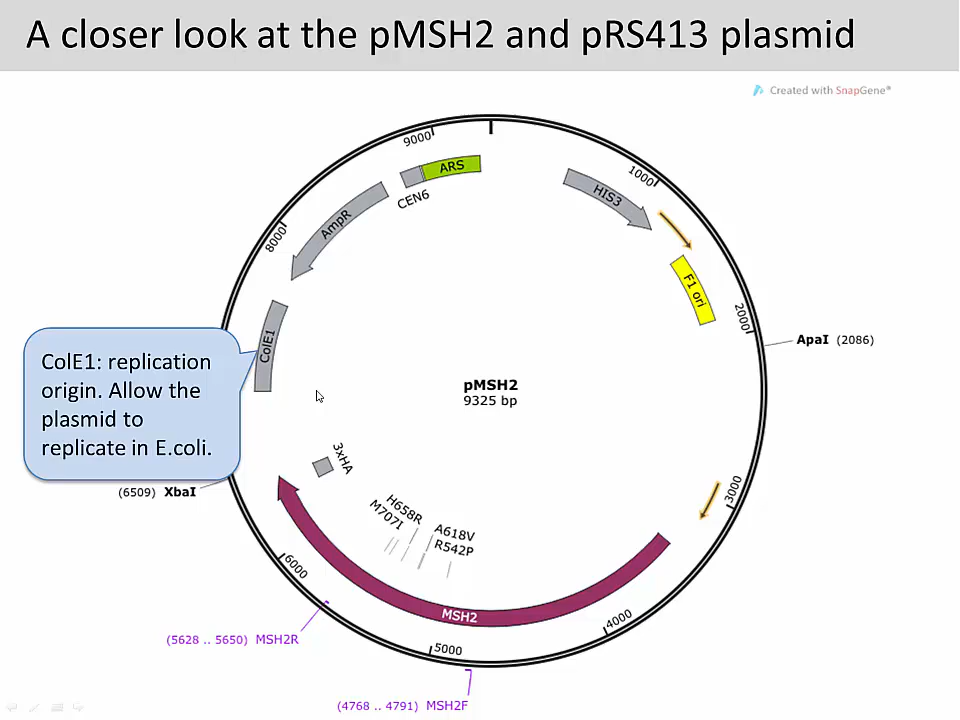 A closer look at the pMSH2 and pRS413 plasmid
Created with SnapGene®
9000
ARS
CEN6
HIS3
1000
AmpR
8000
F1 ori
2000
ApaI (2086)
ColE1
ColE1: replication
origin. Allow the
plasmid to
replicate in E.coli.
pMSH2
9325 bp
3xHA
(6509) XbaI
3000
H658R
M707I
A618V
R542P
6000
MSH2
4000
5000
(5628 .. 5650) MSH2R
(4768 .. 4791) MSH2F